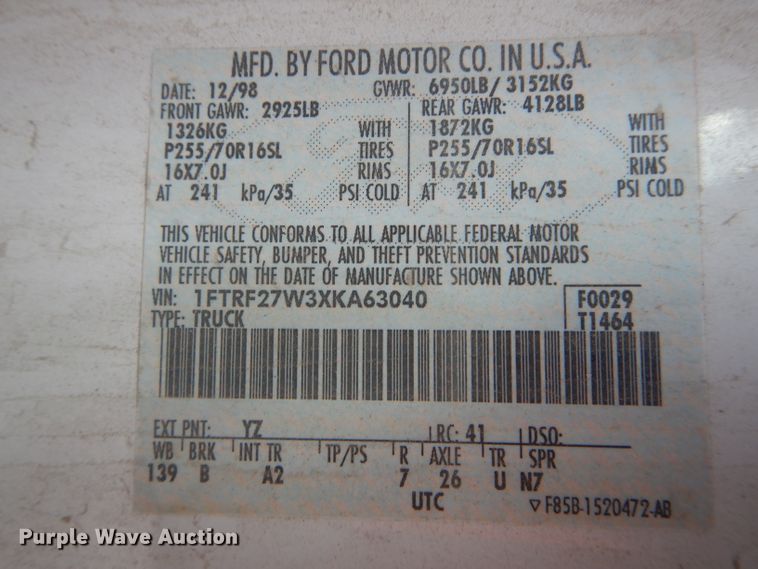 MFD. BY FORD MOTOR CO. IN U.S.A.
DATE: 12/98 GVWR: 6950LB/ 3152KG
FRONT GAWR: 2925LB REAR GAWR: 4128LB
1326KG WITH 1872KG WITH
P255/70R16SL TIRES P255/70R16SL TIRES
16X7.0J RIMS 16X7.0J RIMS
AT 241 kPa/35 PSI COLD AT 241 kPa/35 PSI COLD
THIS VEHICLE CONFORMS TO ALL APPLICABLE FEDERAL MOTOR
VEHICLE SAFETY, BUMPER, AND THEFT PREVENTION STANDARDS
IN EFFECT ON THE DATE OF MANUFACTURE SHOWN ABOVE.
VIN: 1FTRF27W3XKA63040 F0029
TYPE: TRUCK T1464
EXT PNT: YZ RC: 41 DSO:
WB BRK INT TR TP/PS R AXLE TR SPR
139 B A2 7 26 U N7
UTC ▽ F85B-1520472-AB
Purple Wave Auction